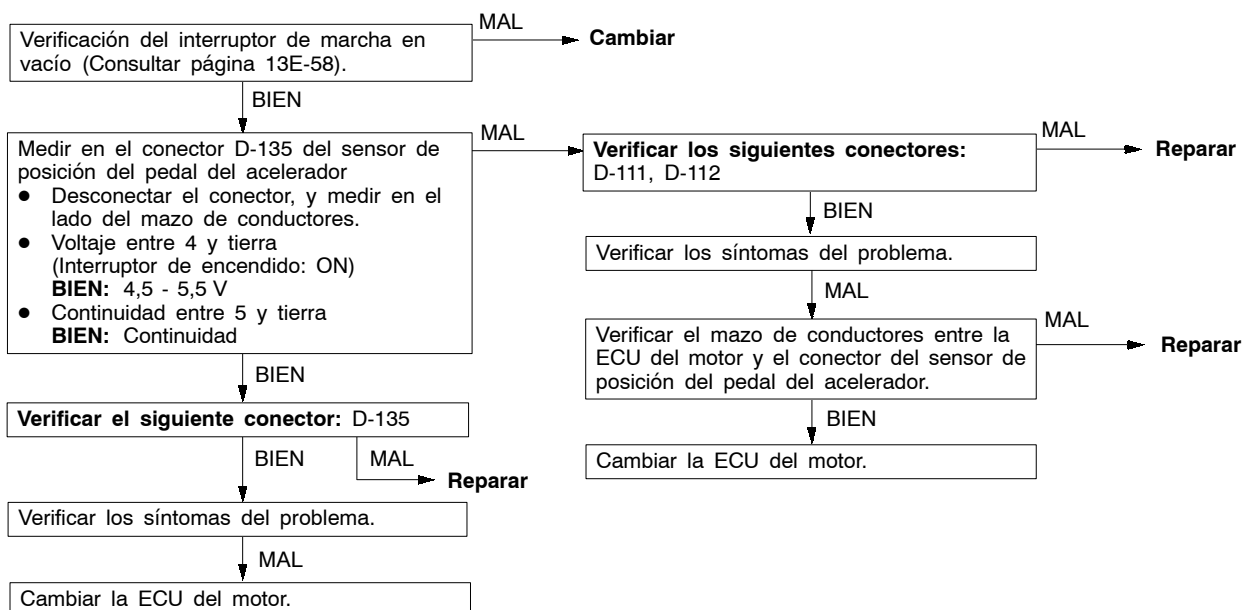 Verificación del interruptor de marcha en
vacío (Consultar página 13E-58).
MAL
Cambiar
BIEN
Medir en el conector D-135 del sensor de
posición del pedal del acelerador
● Desconectar el conector, y medir en el
lado del mazo de conductores.
● Voltaje entre 4 y tierra
(Interruptor de encendido: ON)
BIEN: 4,5 - 5,5 V
● Continuidad entre 5 y tierra
BIEN: Continuidad
MAL
Verificar los siguientes conectores:
D-111, D-112
MAL
Reparar
BIEN
Verificar los síntomas del problema.
MAL
Verificar el mazo de conductores entre la
ECU del motor y el conector del sensor de
posición del pedal del acelerador.
MAL
Reparar
BIEN
Cambiar la ECU del motor.
BIEN
Verificar el siguiente conector: D-135
BIEN
MAL
Reparar
Verificar los síntomas del problema.
MAL
Cambiar la ECU del motor.